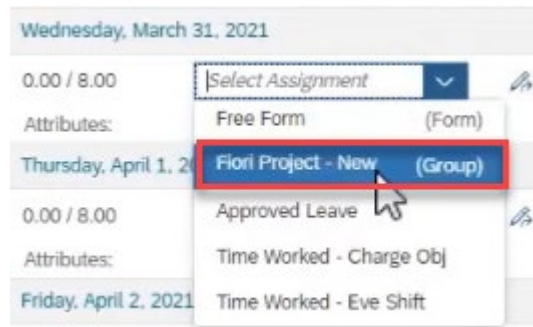 Wednesday, March 31, 2021
0.00 / 8.00 Select Assignment
Attributes: Free Form (Form)
Thursday, April 1, 2 Fiori Project - New (Group)
0.00 / 8.00 Approved Leave
Attributes: Time Worked - Charge Obj
Friday, April 2, 2021 Time Worked - Eve Shift